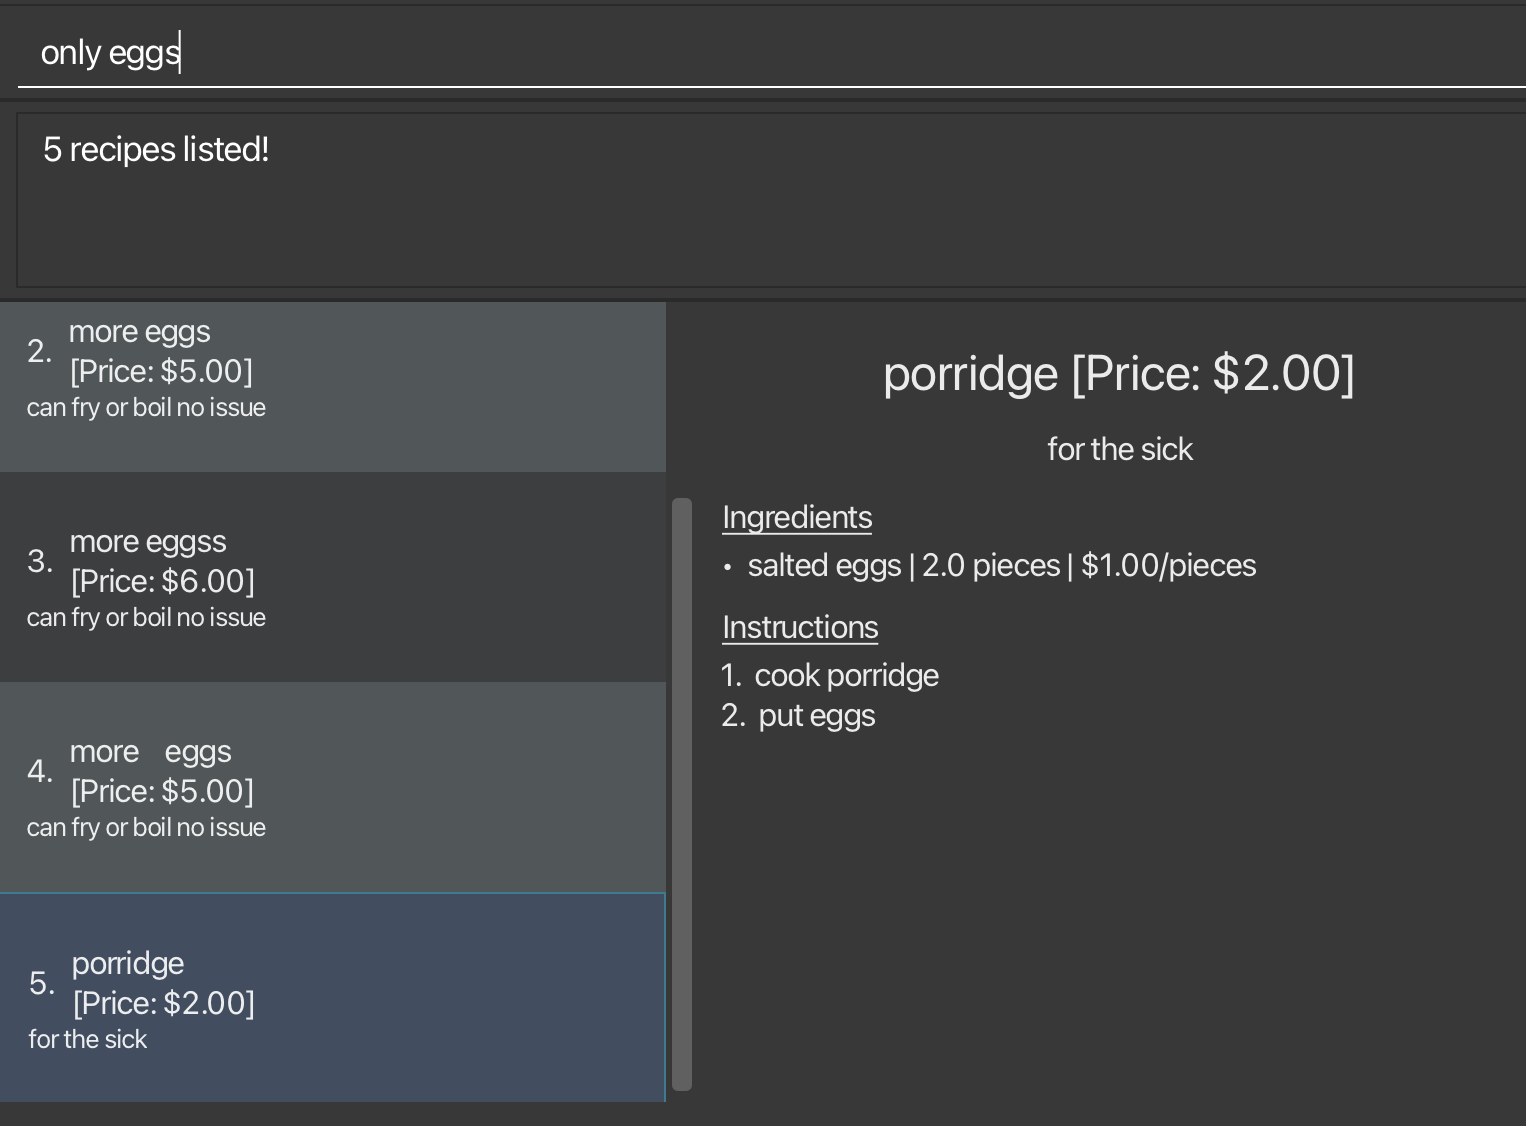 only eggs
5 recipes listed!
2. more eggs
[Price: $5.00]
can fry or boil no issue
3. more eggss
[Price: $6.00]
can fry or boil no issue
4. more    eggs
[Price: $5.00]
can fry or boil no issue
5. porridge
[Price: $2.00]
for the sick
porridge [Price: $2.00]
for the sick
Ingredients
• salted eggs | 2.0 pieces | $1.00/pieces
Instructions
1. cook porridge
2. put eggs